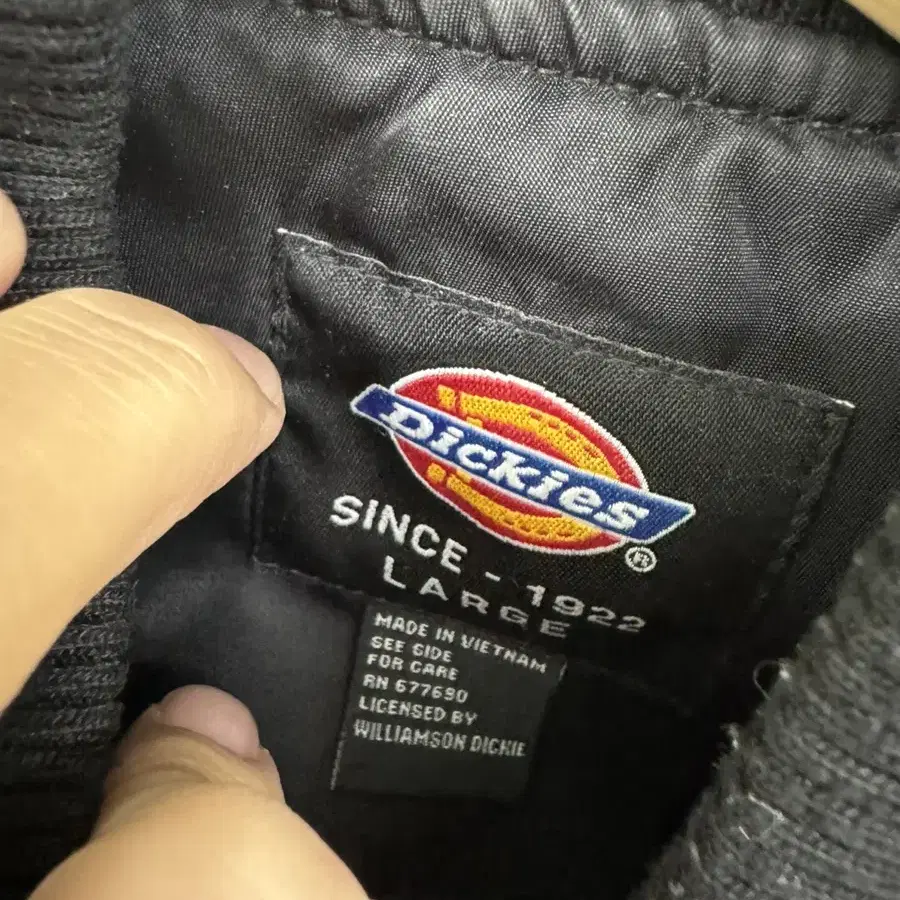 Dickies
®
SINCE - 1922
LARGE
MADE IN VIETNAM
SEE SIDE
FOR CARE
RN 677690
LICENSED BY
WILLIAMSON DICKIE